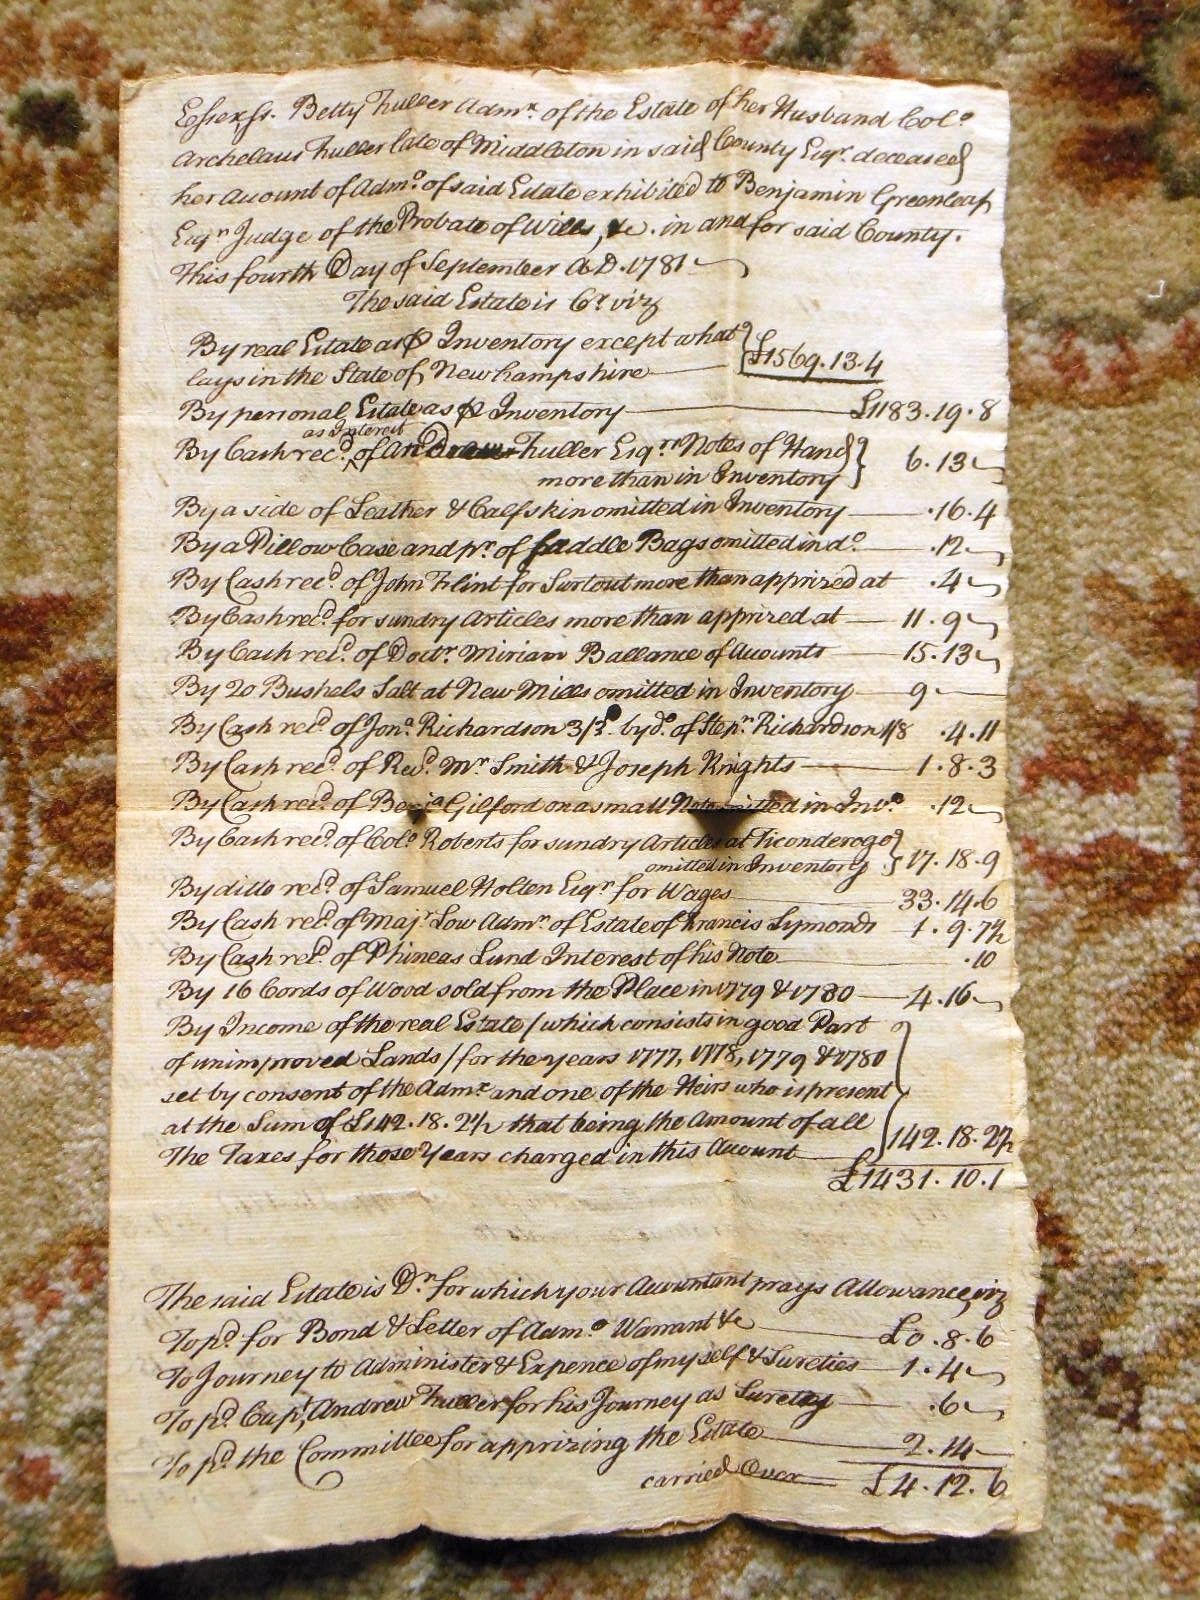 Essex ss. Betty Fuller Admx. of the Estate of her Husband Colo.
Archelaus Fuller late of Middleton in said County Esqr. deceased
her Acount of Admo. of said Estate exhibited to Benjamin Greenleaf
Esqr. Judge of the Probate of Wills, &c. in and for said County.
This fourth Day of September A.D. 1781
The said Estate is Cr. viz
By real Estate as ⅌ Inventory except what
lays in the State of Newhampshire £1569.13.4
By personal Estate as ⅌ Inventory £1183.19.8
as Interest
By Cash recd. of Fuller Esqrs. Notes of Hand
more than in Inventory 6.13
By a side of Leather & Calfskin omitted in Inventory .16.4
By a Pillow Case and pr. of saddle Bags omitted in do. .12
By Cash recd. of John Flint for Surtout more than apprized at .4
By Cash recd. for sundry Articles more than apprized at 11.9
By Cash recd. of Doctr. Miriam Ballance of Acounts 15.13
By 20 Bushels Salt at New Mills omitted in Inventory 9
By Cash recd. of Jona. Richardson 3/3. by do. of Stepn. Richardson 1/8 .4.11
By Cash recd. of Revd. Mr. Smith & Joseph Knights 1.8.3
By Cash recd. of Benja. Gilford on a small Note omitted in Invo. .12
By Cash recd. of Colo. Roberts for sundry Articles at Ticonderogo
omitted in Inventory 17.18.9
By ditto recd. of Samuel Holten Esqr. for Wages 33.14.6
By Cash recd. of Majr. Low Admr. of Estate of Francis Symonds 1.9.7½
By Cash recd. of Phineas Lund Interest of his Note .10
By 16 Cords of Wood sold from the Place in 1779 & 1780 4.16
By Income of the real Estate / which consists in good Part
of unimproved Lands / for the years 1777, 1778, 1779 & 1780
set by consent of the Admx. and one of the Heirs who is present
at the Sum of £142.18.2½ that being the Amount of all
The Taxes for those Years charged in this Account 142.18.2½
£1431.10.1
The said Estate is Dr. for which your Acountant prays Allowance, viz
To pd. for Bond & Letter of Admo. Warrant &c £0.8.6
To Journey to Administer & Expence of myself & Sureties 1.4
To pd. Capt. Andrew Fuller for his Journey as Surety .6
To pd. the Committee for apprizing the Estate 2.14
carried Over £4.12.6